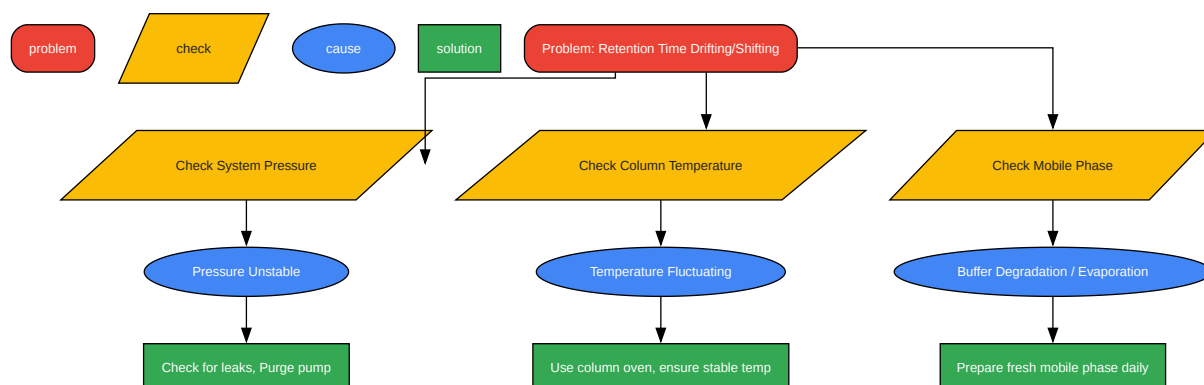 problem
check
cause
solution
Problem: Retention Time Drifting/Shifting
Check System Pressure
Check Column Temperature
Check Mobile Phase
Pressure Unstable
Temperature Fluctuating
Buffer Degradation / Evaporation
Check for leaks, Purge pump
Use column oven, ensure stable temp
Prepare fresh mobile phase daily